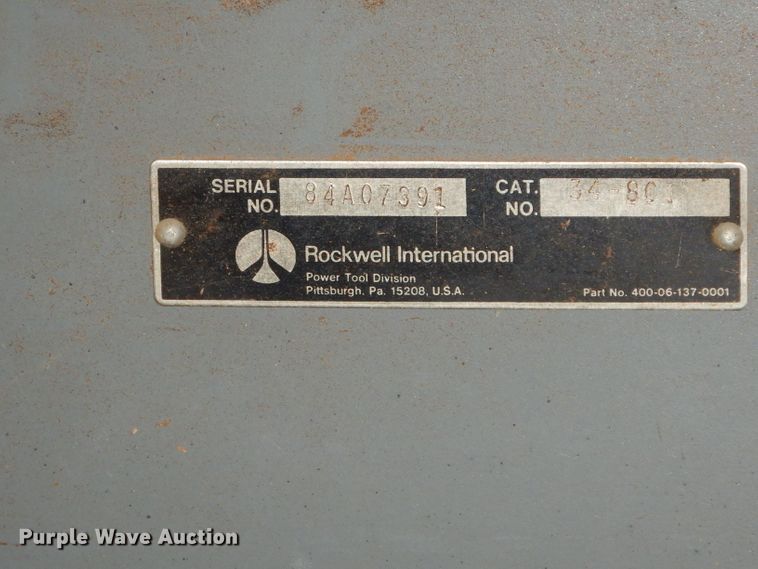 SERIAL NO. 84A07391
CAT. NO.
Rockwell International
Power Tool Division
Pittsburgh, Pa. 15208, U.S.A.
Part No. 400-06-137-0001
Purple Wave Auction